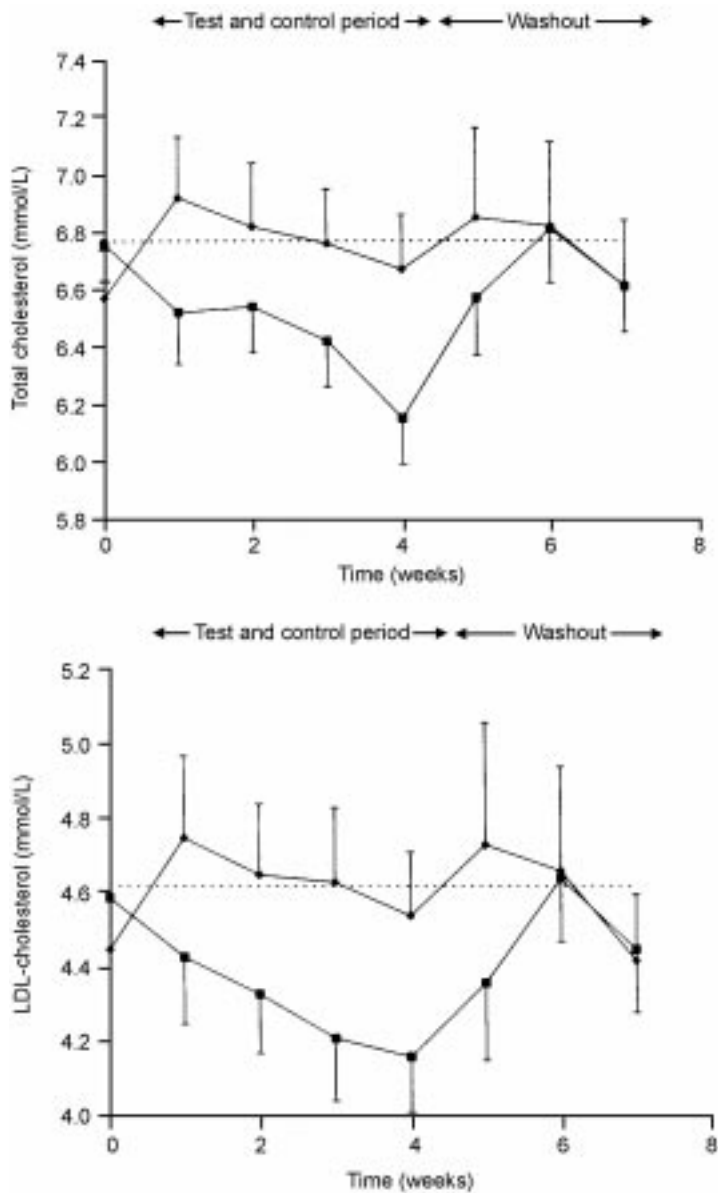 Test and control period Washout
7.4
7.2
7.0
6.8
6.6
6.4
6.2
6.0
5.8
Total cholesterol (mmol/L)
0 2 4 6 8
Time (weeks)
Test and control period Washout
5.2
5.0
4.8
4.6
4.4
4.2
4.0
LDL-cholesterol (mmol/L)
0 2 4 6 8
Time (weeks)